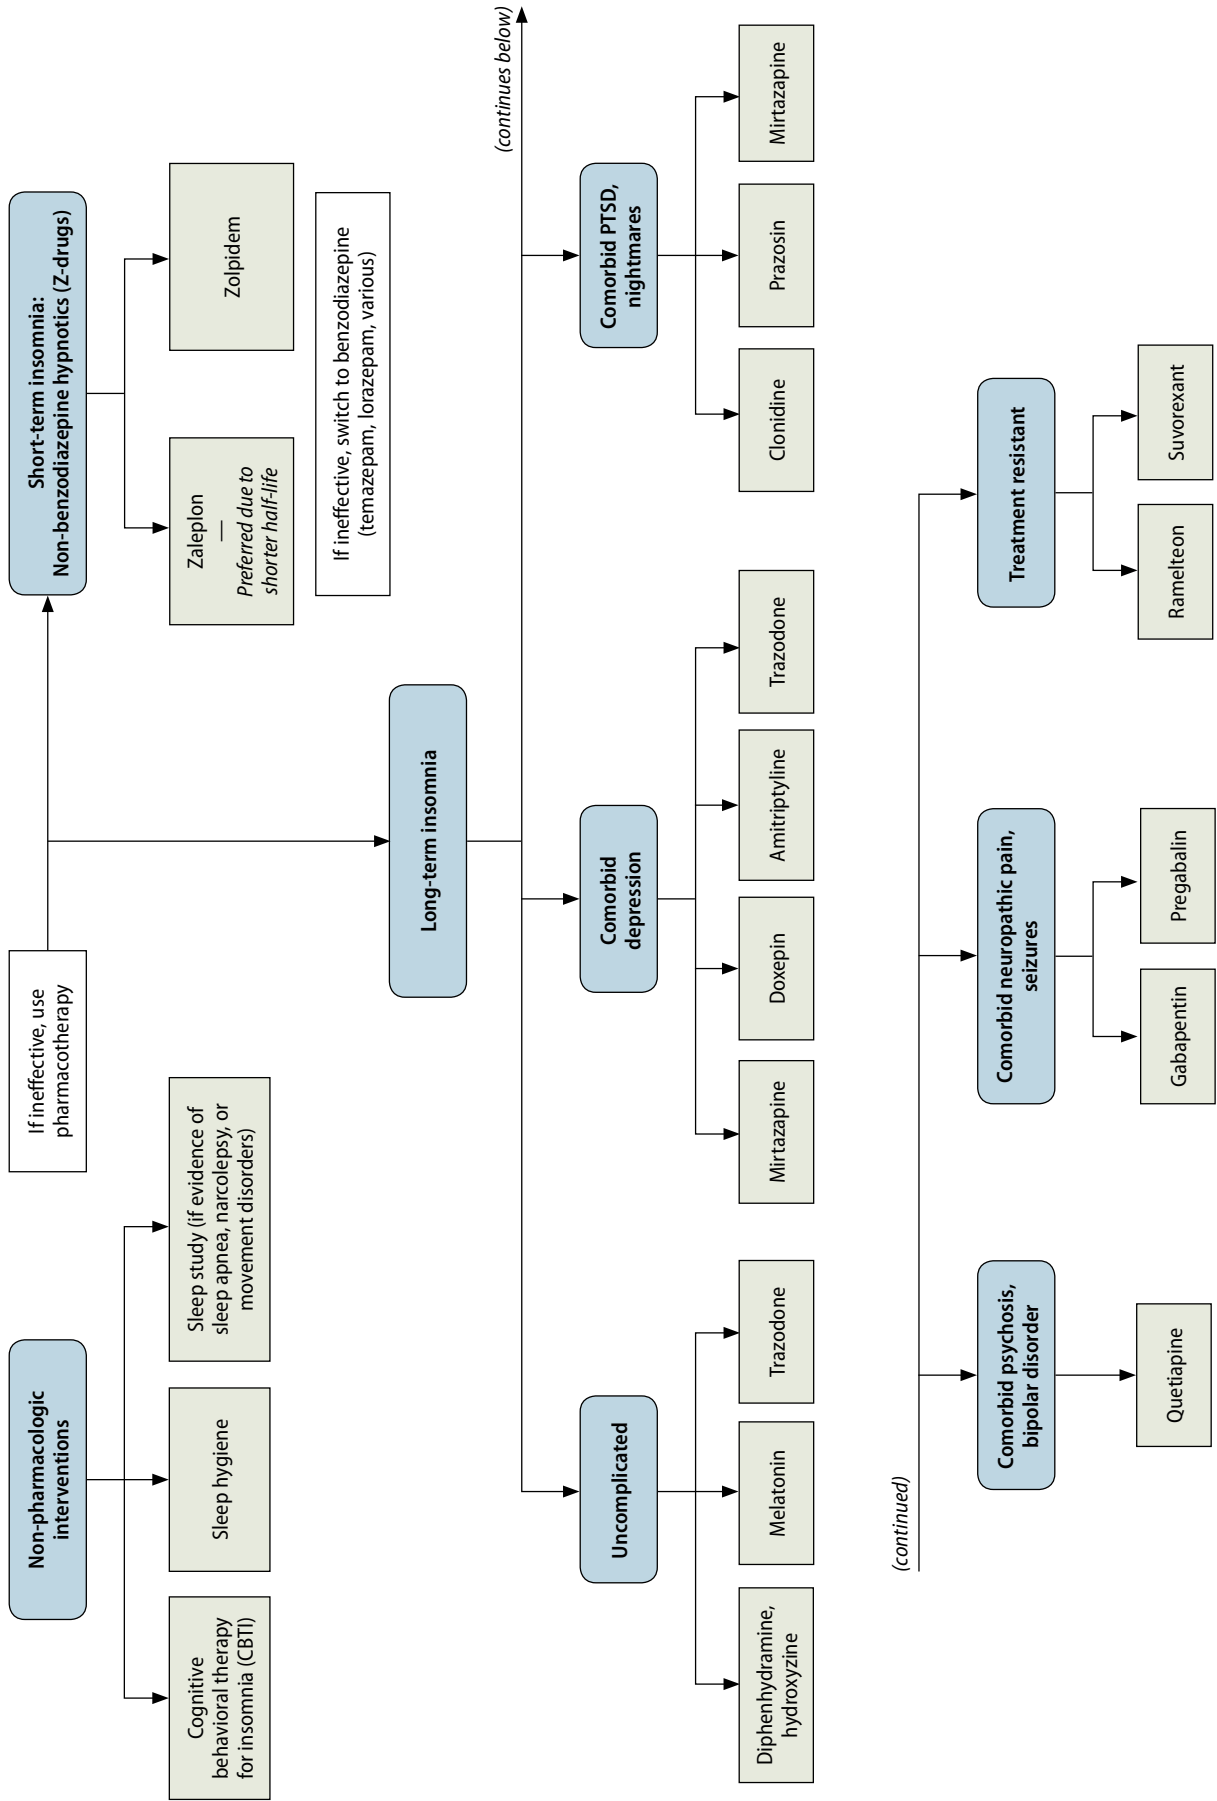 Non-pharmacologic
interventions
Cognitive
behavioral therapy
for insomnia (CBTI)
Sleep hygiene
Sleep study (if evidence of
sleep apnea, narcolepsy, or
movement disorders)
If ineffective, use
pharmacotherapy
Short-term insomnia:
Non-benzodiazepine hypnotics (Z-drugs)
Zaleplon
—
Preferred due to
shorter half-life
Zolpidem
If ineffective, switch to benzodiazepine
(temazepam, lorazepam, various)
Long-term insomnia
(continues below)
Uncomplicated
Diphenhydramine,
hydroxyzine
Melatonin
Trazodone
Comorbid
depression
Mirtazapine
Doxepin
Amitriptyline
Trazodone
Comorbid PTSD,
nightmares
Clonidine
Prazosin
Mirtazapine
(continued)
Comorbid psychosis,
bipolar disorder
Quetiapine
Comorbid neuropathic pain,
seizures
Gabapentin
Pregabalin
Treatment resistant
Ramelteon
Suvorexant